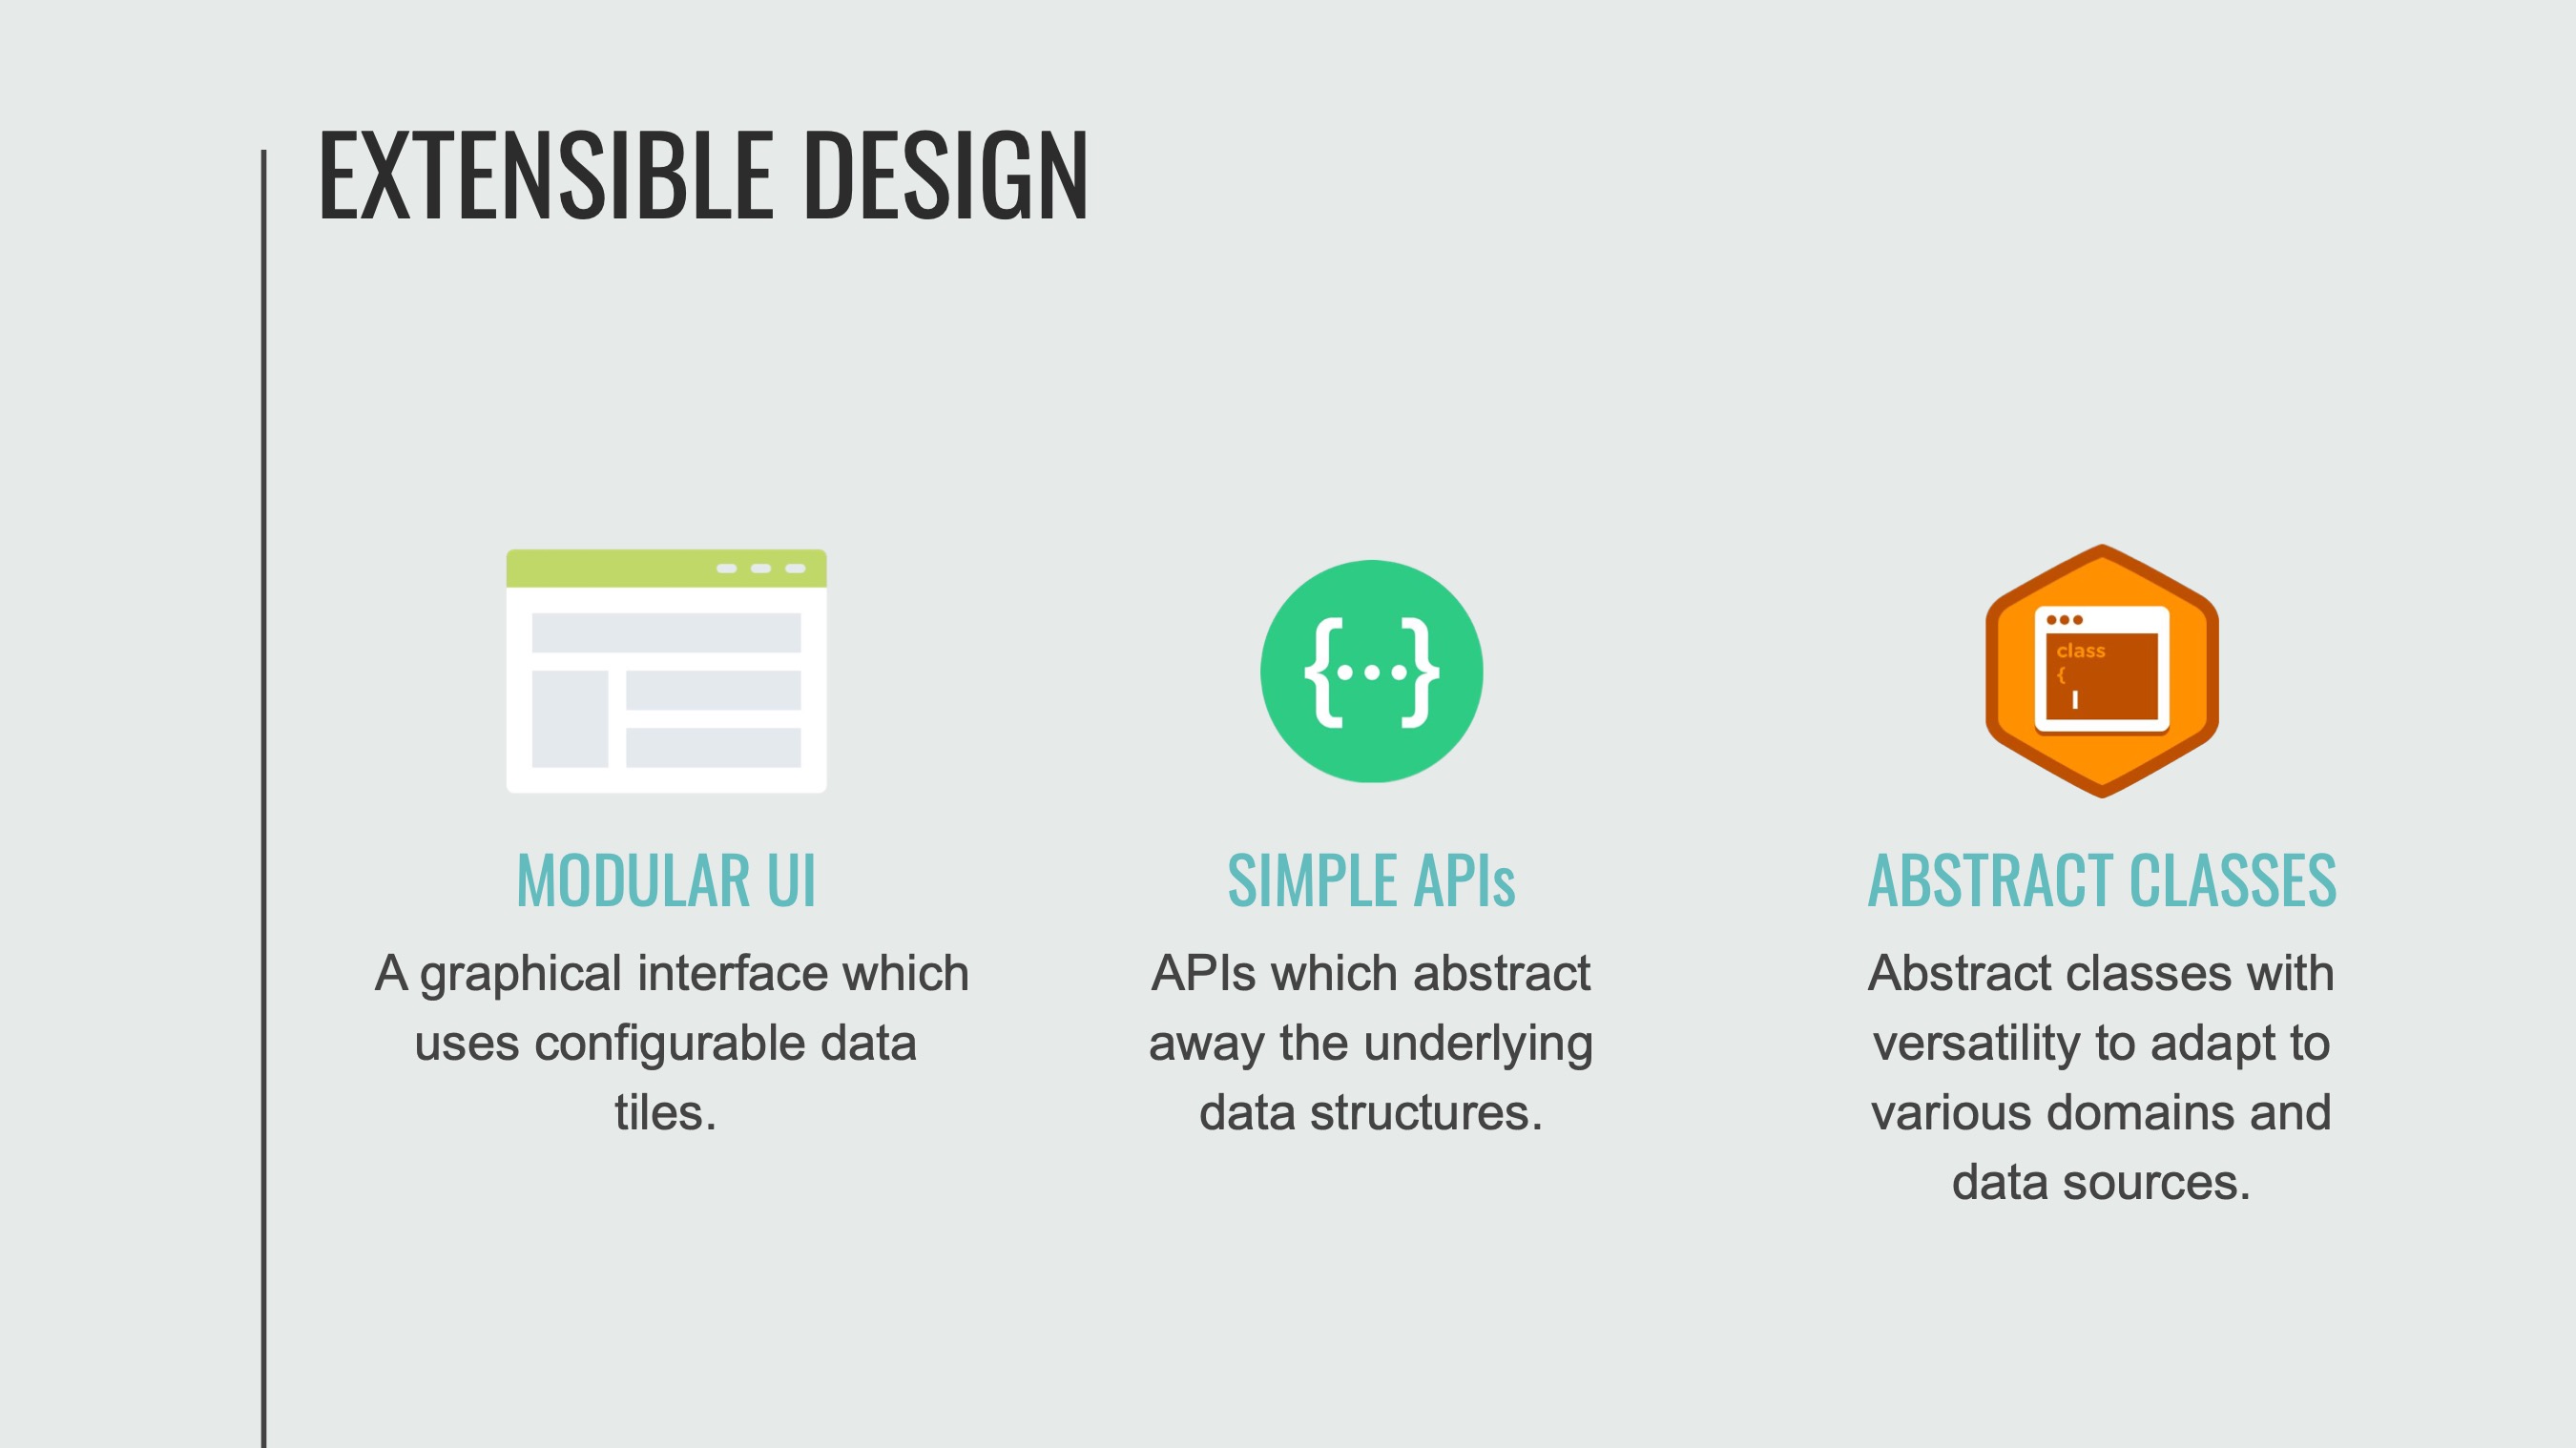 EXTENSIBLE DESIGN
class
{
{...}
MODULAR UI
A graphical interface which
uses configurable data
tiles.
SIMPLE APIs
APIs which abstract
away the underlying
data structures.
ABSTRACT CLASSES
Abstract classes with
versatility to adapt to
various domains and
data sources.